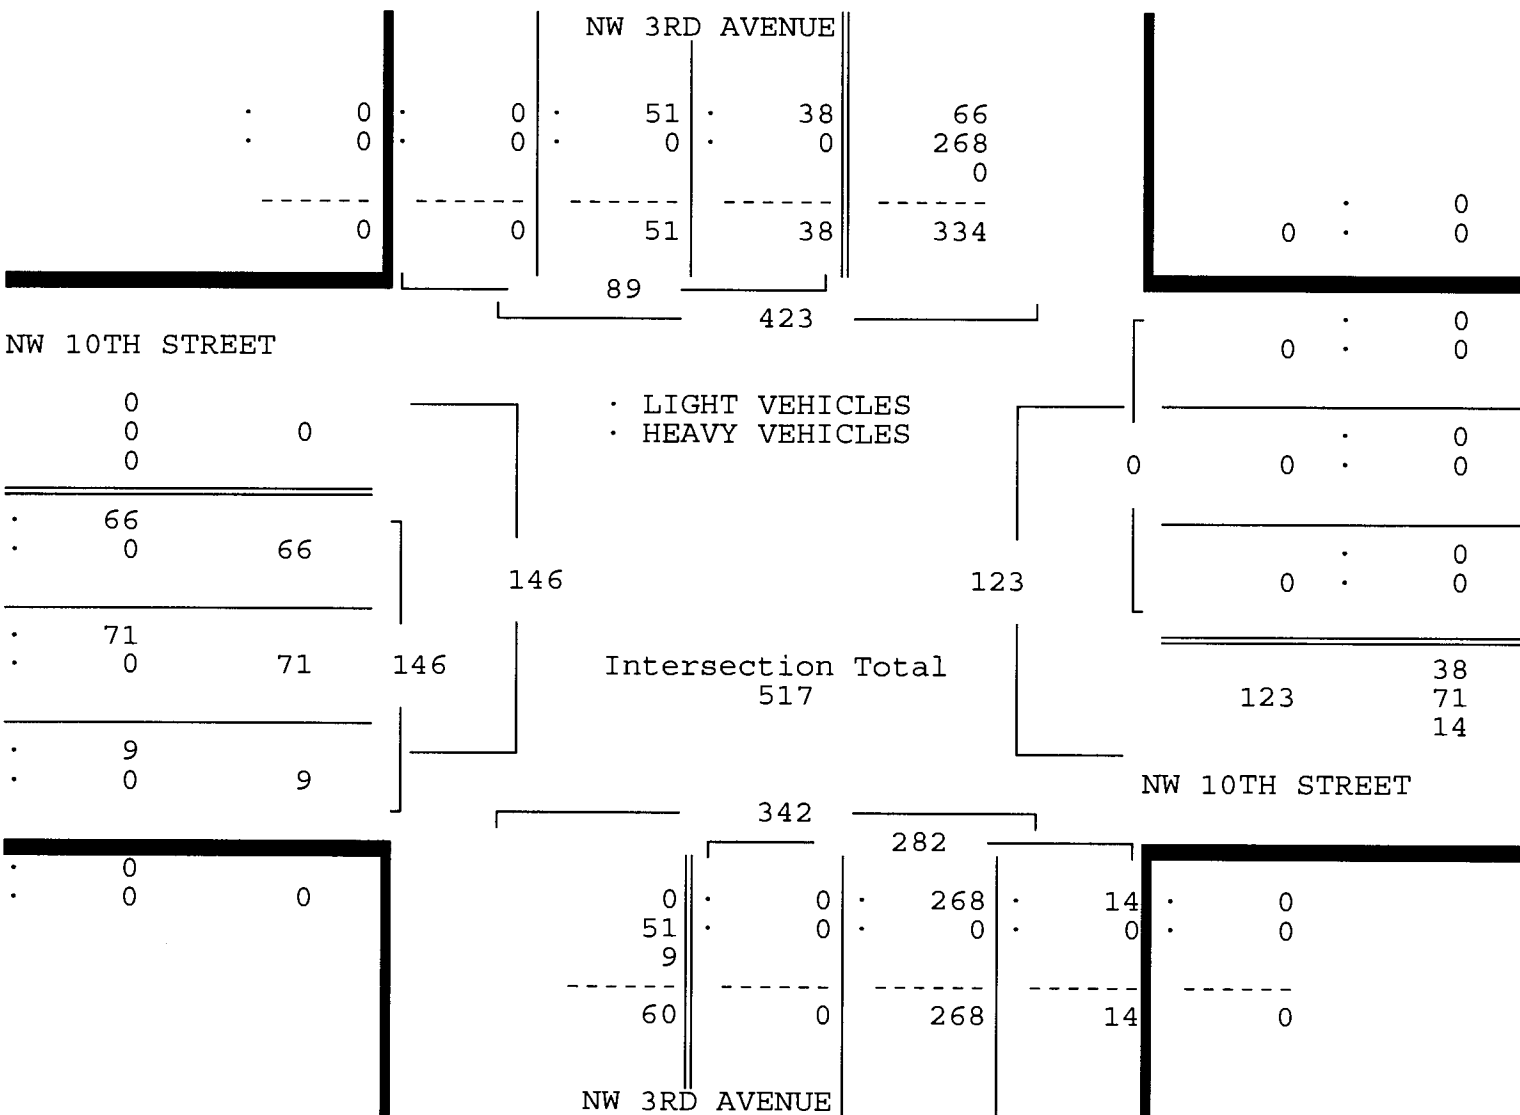 NW 3RD AVENUE
· 0 · 0 · 51 · 38 66
· 0 · 0 · 0 · 0 268
0
------ ------ ------ ------ ------
· 0
0 0 51 38 334 0 · 0
89
423 · 0
NW 10TH STREET 0 · 0
0 · LIGHT VEHICLES
0 0 · HEAVY VEHICLES · 0
0 0 0 · 0
· 66
· 0 66 · 0
146 123 0 · 0
· 71
· 0 71 146 Intersection Total 38
517 123 71
14
· 9
· 0 9 NW 10TH STREET
342
282
· 0
· 0 0 0 · 0 · 268 · 14 · 0
51 · 0 · 0 · 0 · 0
9
------ ------ ------ ------ ------
60 0 268 14 0
NW 3RD AVENUE